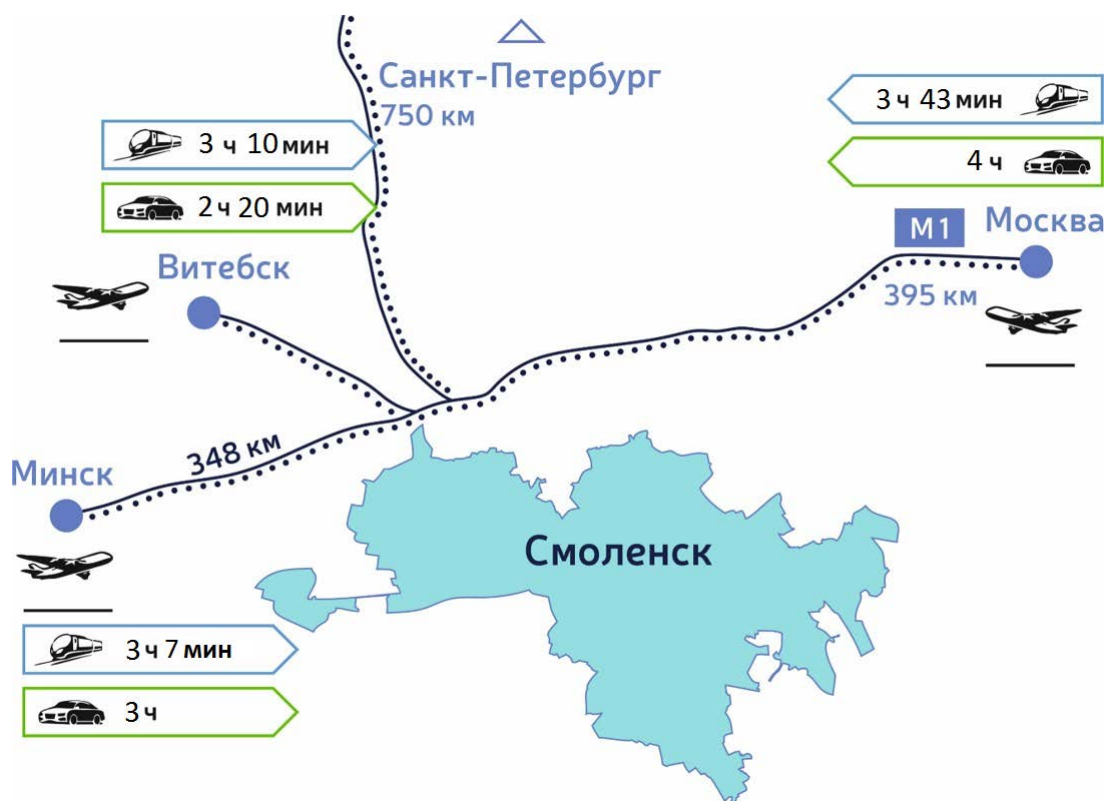 Санкт-Петербург
750 км
3 ч 43 мин
3 ч 10 мин
4 ч
2 ч 20 мин
М1
Москва
Витебск
395 км
348 км
Минск
Смоленск
3 ч 7 мин
3 ч